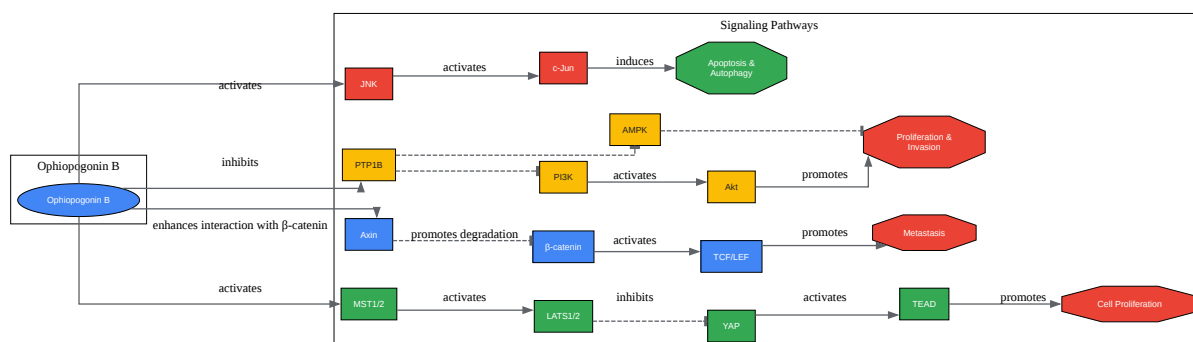 Signaling Pathways
Apoptosis &
Autophagy
activates
JNK
activates
c-Jun
induces
AMPK
Proliferation &
Invasion
Ophiopogonin B
Ophiopogonin B
inhibits
PTP1B
PI3K
activates
Akt
promotes
enhances interaction with β-catenin
Axin
promotes degradation
β-catenin
activates
TCF/LEF
promotes
Metastasis
activates
MST1/2
activates
LATS1/2
inhibits
YAP
activates
TEAD
promotes
Cell Proliferation